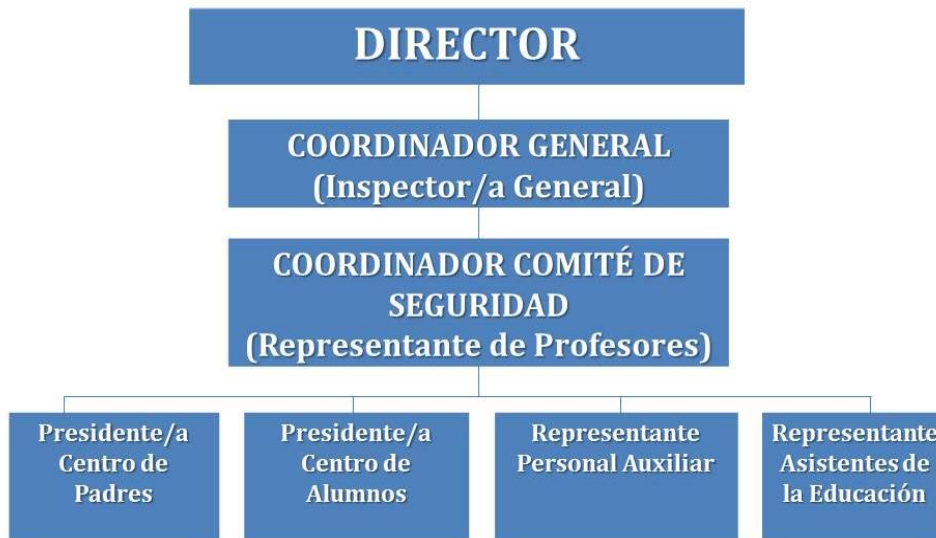 DIRECTOR
COORDINADOR GENERAL
(Inspector/a General)
COORDINADOR COMITÉ DE
SEGURIDAD
(Representante de Profesores)
Presidente/a
Centro de
Padres
Presidente/a
Centro de
Alumnos
Representante
Personal Auxiliar
Representante
Asistentes de
la Educación